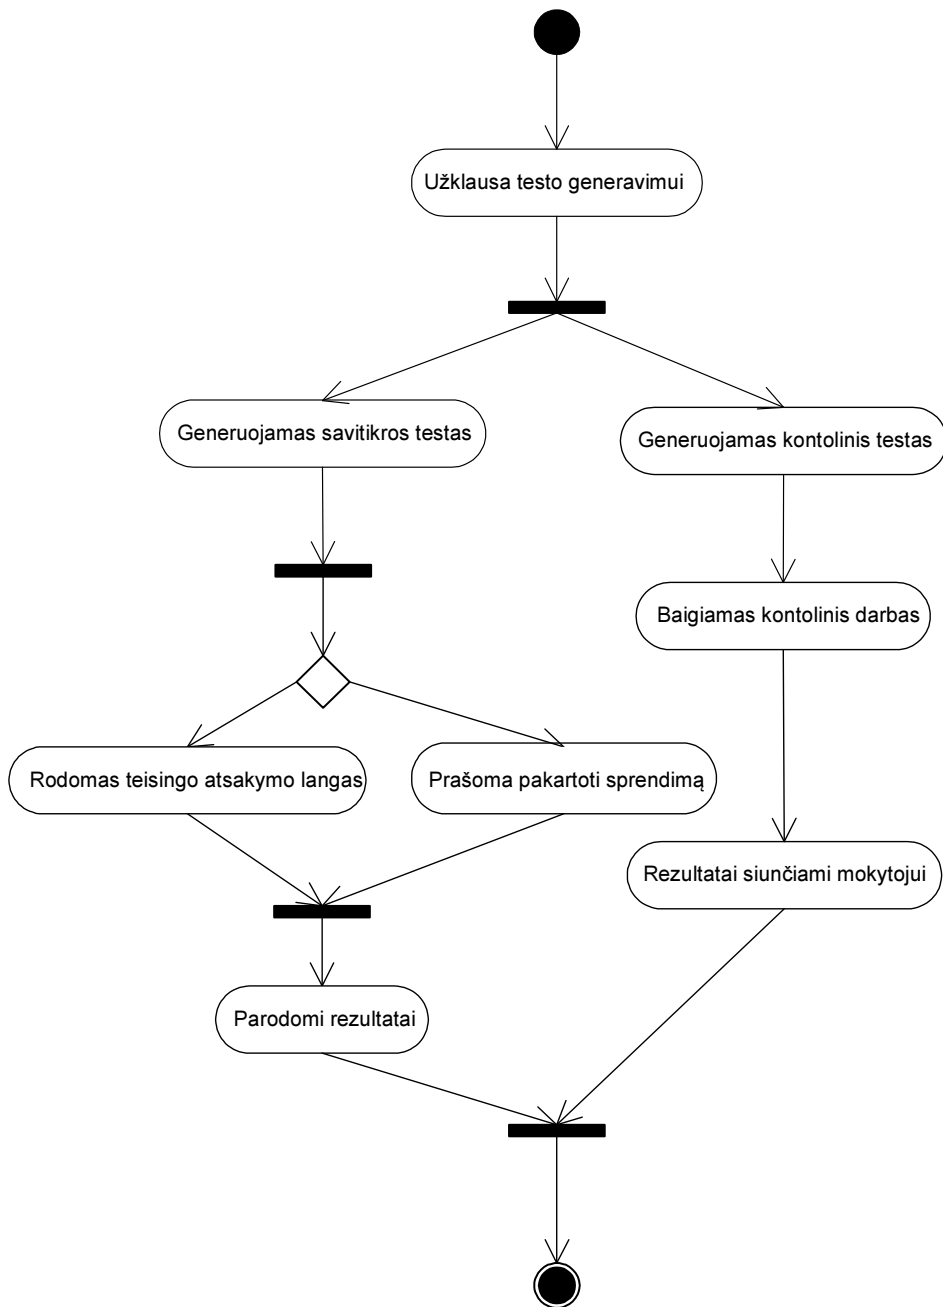 Užklausa testo generavimui
Generuojamas savitikros testas
Generuojamas kontolinis testas
Baigiamas kontolinis darbas
Rodomas teisingo atsakymo langas
Prašoma pakartoti sprendimą
Rezultatai siunčiami mokytojui
Parodomi rezultatai